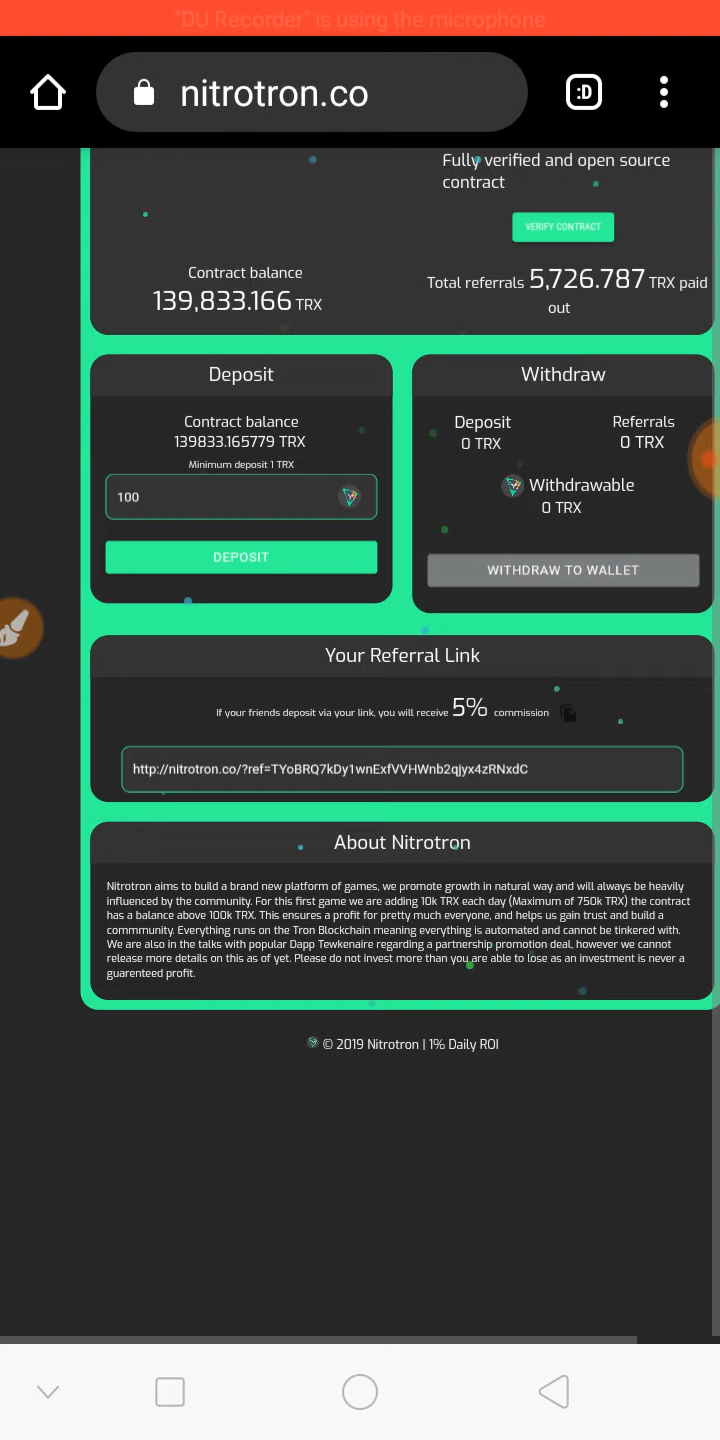 "DU Recorder" is using the microphone
nitrotron.co
:D
Fully verified and open source
contract
VERIFY CONTRACT
Contract balance
139,833.166 TRX
Total referrals 5,726.787 TRX paid
out
Deposit
Contract balance
139833.165779 TRX
Minimum deposit 1 TRX
100
DEPOSIT
Withdraw
Deposit
0 TRX
Referrals
0 TRX
Withdrawable
0 TRX
WITHDRAW TO WALLET
Your Referral Link
If your friends deposit via your link, you will receive 5% commission
http://nitrotron.co/?ref=TYoBRQ7kDy1wnExfVVHWnb2qjyx4zRNxdC
About Nitrotron
Nitrotron aims to build a brand new platform of games, we promote growth in natural way and will always be heavily
influenced by the community. For this first game we are adding 10k TRX each day (Maximum of 750k TRX) the contract
has a balance above 100k TRX. This ensures a profit for pretty much everyone, and helps us gain trust and build a
commmunity. Everything runs on the Tron Blockchain meaning everything is automated and cannot be tinkered with.
We are also in the talks with popular Dapp Tewkenaire regarding a partnership promotion deal, however we cannot
release more details on this as of yet. Please do not invest more than you are able to lose as an investment is never a
guarenteed profit.
© 2019 Nitrotron | 1% Daily ROI